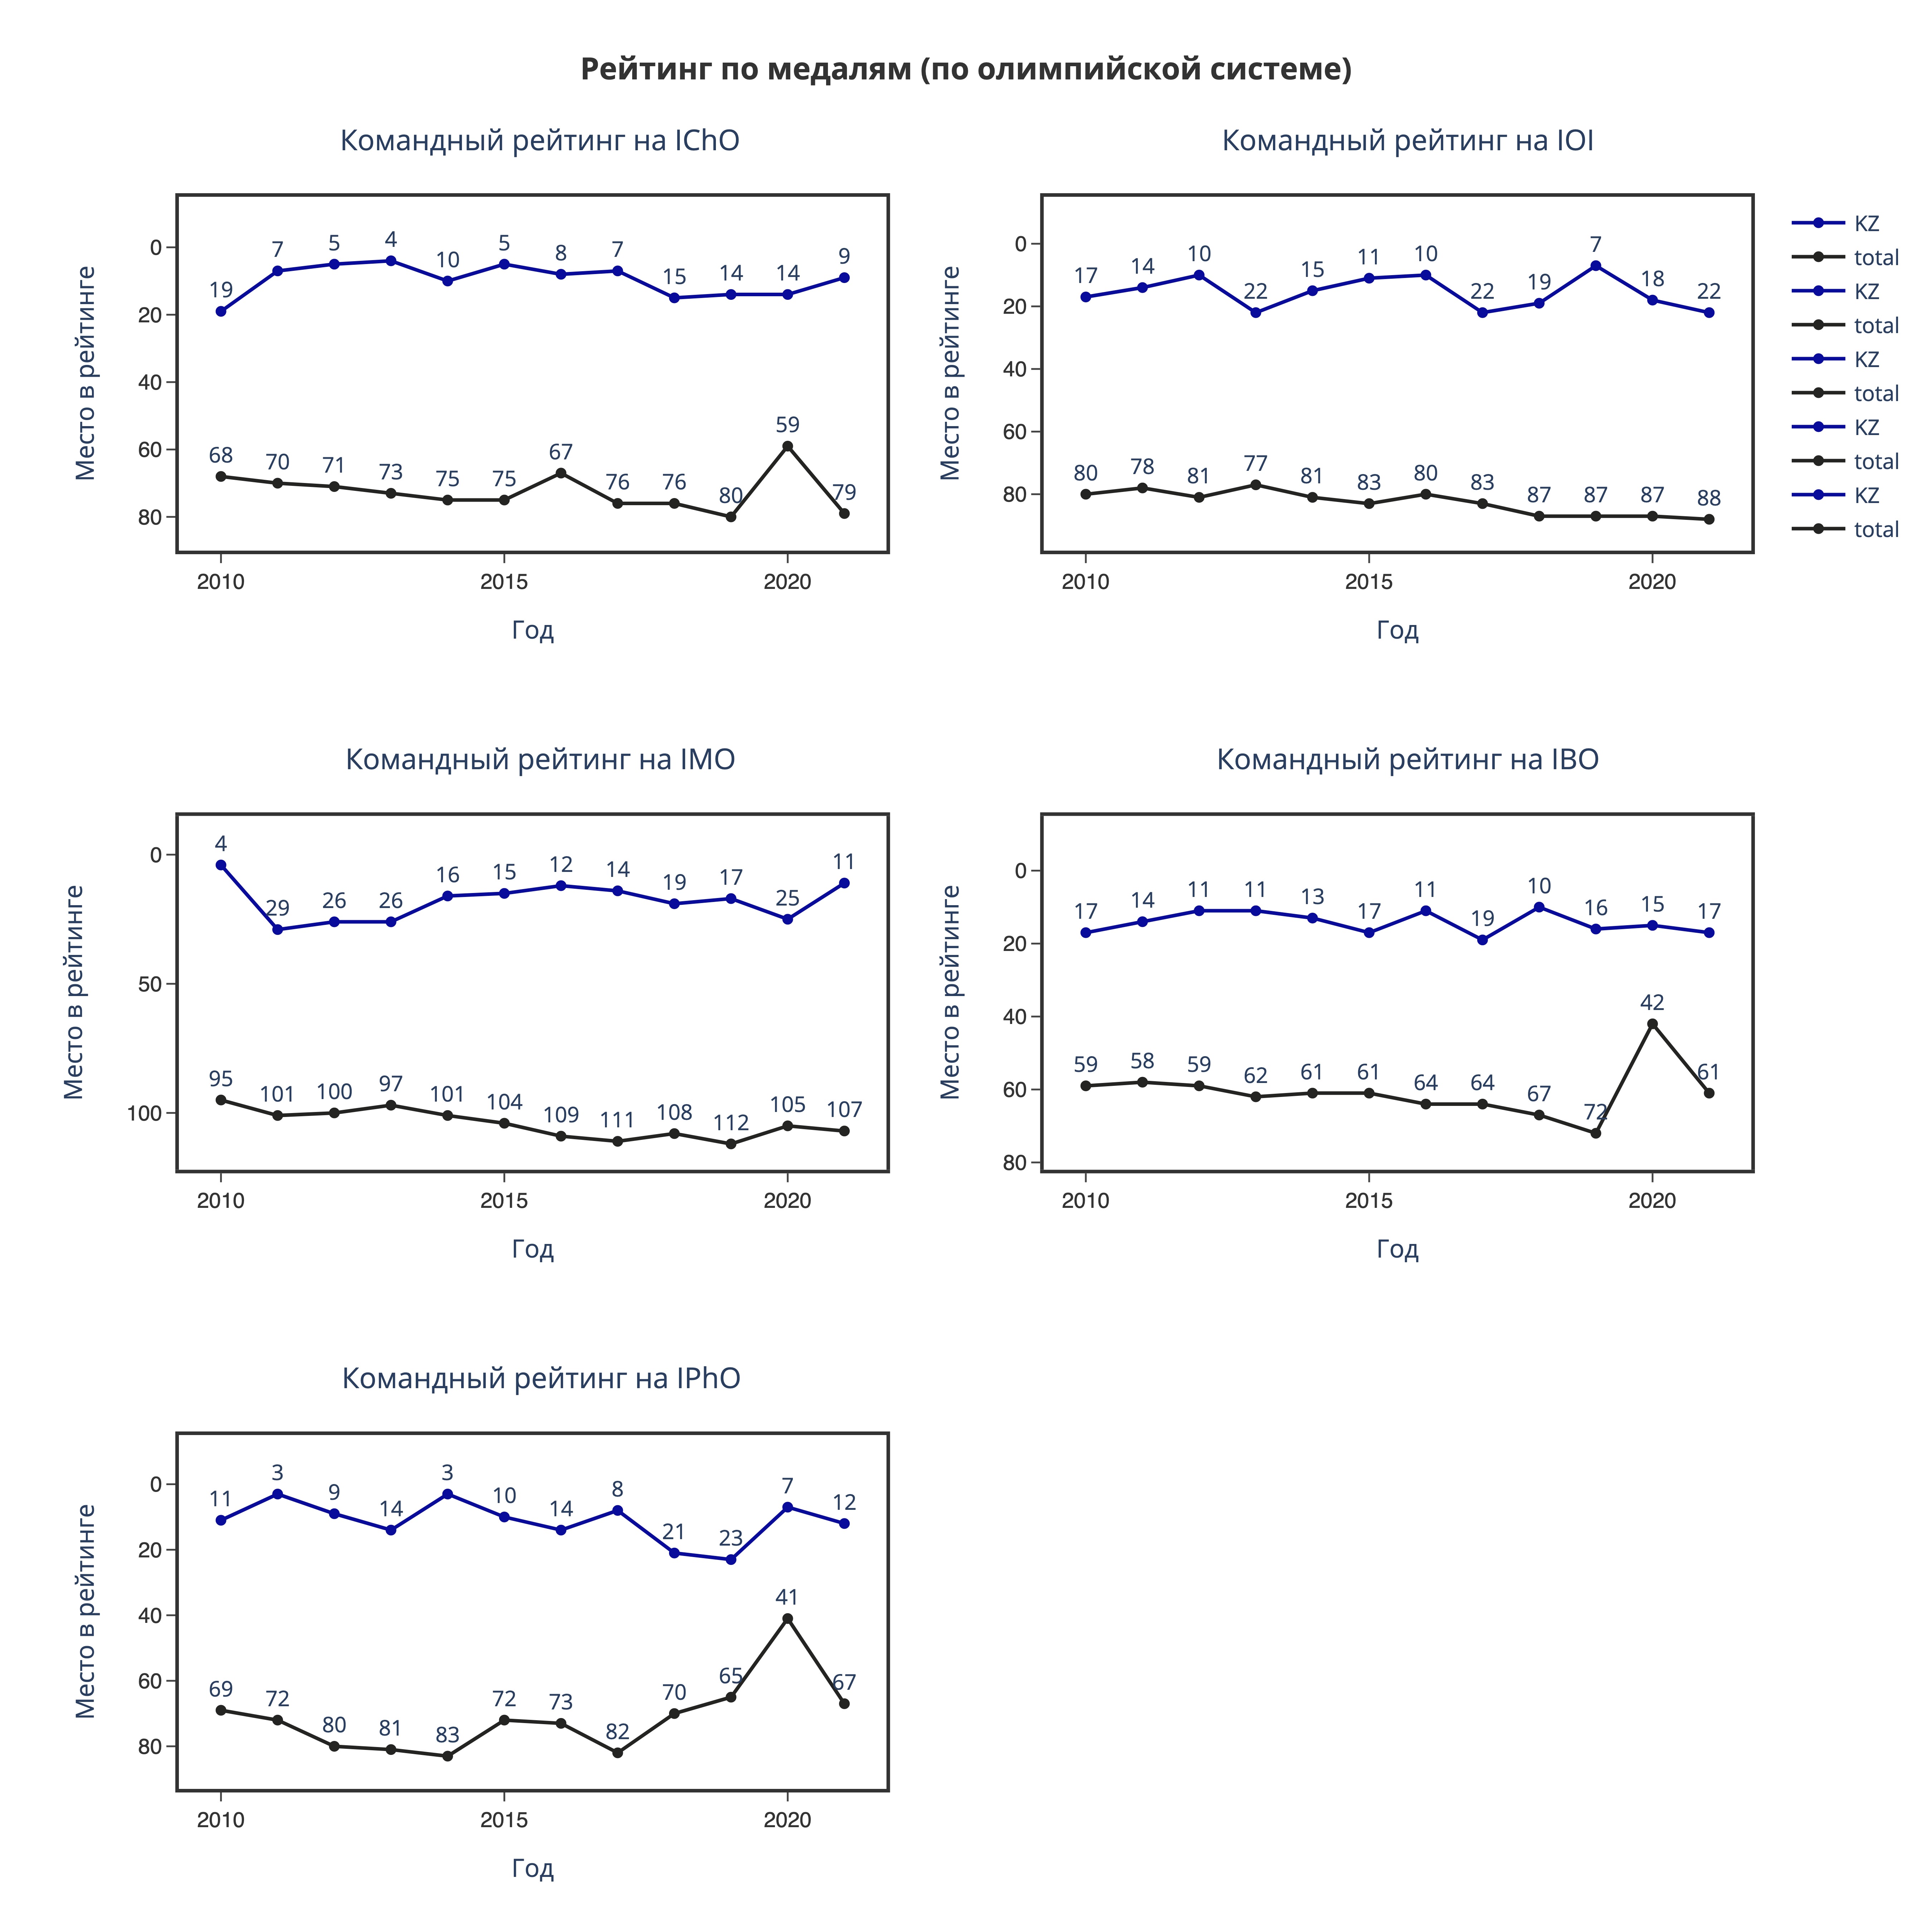 Рейтинг по медалям (по олимпийской системе)
Командный рейтинг на IChO
Место в рейтинге
0
20
40
60
80
19 7 5 4 10 5 8 7 15 14 14 9
68 70 71 73 75 75 67 76 76 80 59 79
2010 2015 2020
Год
Командный рейтинг на IOI
Место в рейтинге
0
20
40
60
80
17 14 10 22 15 11 10 22 19 7 18 22
80 78 81 77 81 83 80 83 87 87 87 88
2010 2015 2020
Год
KZ
total
KZ
total
KZ
total
KZ
total
KZ
total
Командный рейтинг на IMO
Место в рейтинге
0
50
100
4 29 26 26 16 15 12 14 19 17 25 11
95 101 100 97 101 104 109 111 108 112 105 107
2010 2015 2020
Год
Командный рейтинг на IBO
Место в рейтинге
0
20
40
60
80
17 14 11 11 13 17 11 19 10 16 15 17
59 58 59 62 61 61 64 64 67 72 42 61
2010 2015 2020
Год
Командный рейтинг на IPhO
Место в рейтинге
0
20
40
60
80
11 3 9 14 3 10 14 8 21 23 7 12
69 72 80 81 83 72 73 82 70 65 41 67
2010 2015 2020
Год